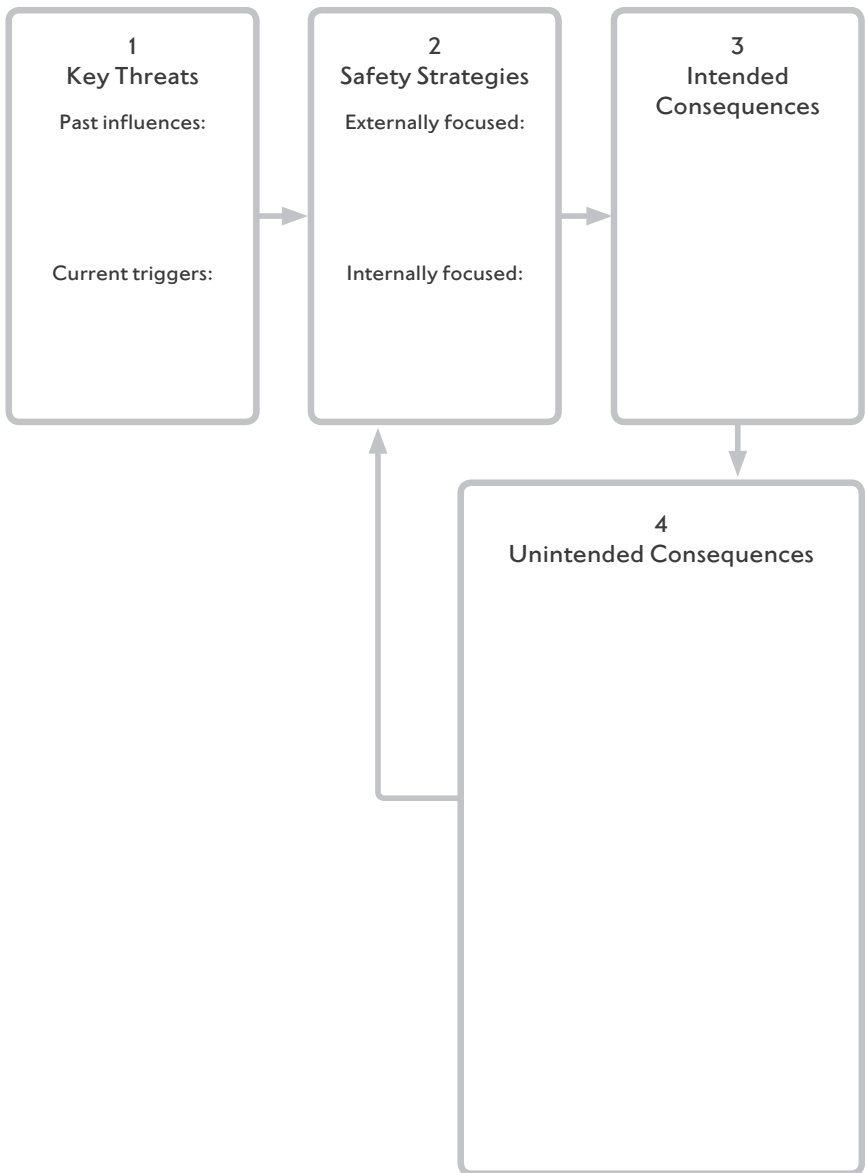 1
Key Threats
Past influences:
Current triggers:
2
Safety Strategies
Externally focused:
Internally focused:
3
Intended
Consequences
4
Unintended Consequences